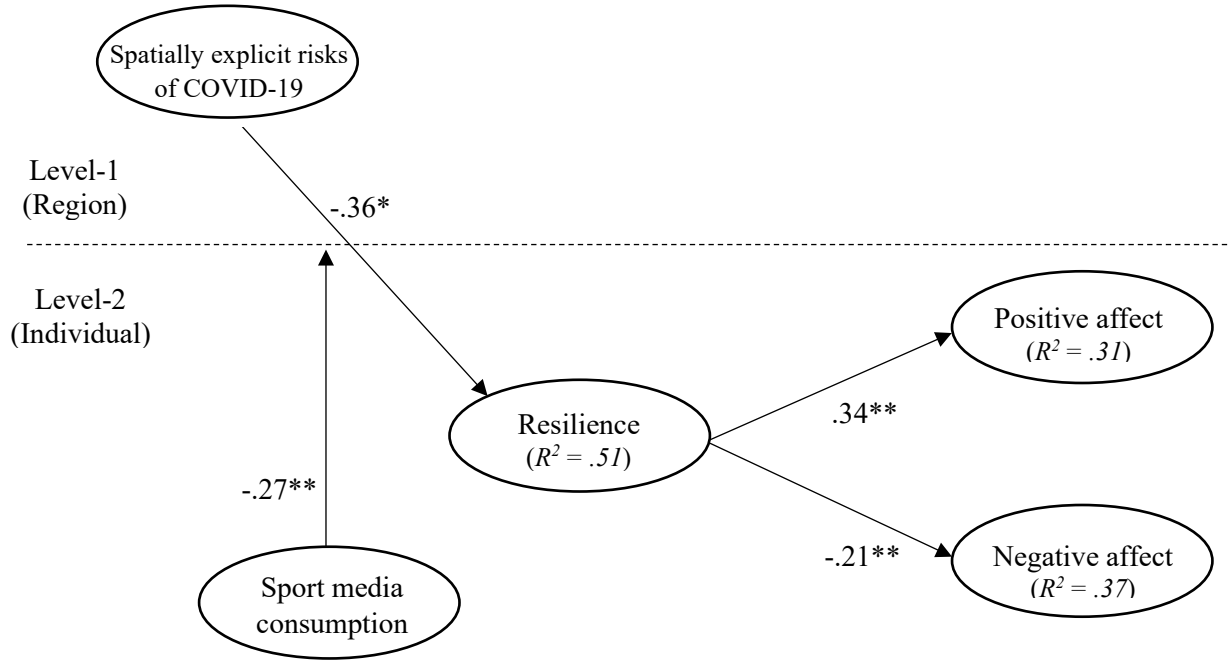 Spatially explicit risks
of COVID-19
Level-1
(Region)
-.36*
Level-2
(Individual)
Positive affect
(R² = .31)
Resilience
(R² = .51)
.34**
-.27**
-.21**
Negative affect
(R² = .37)
Sport media
consumption